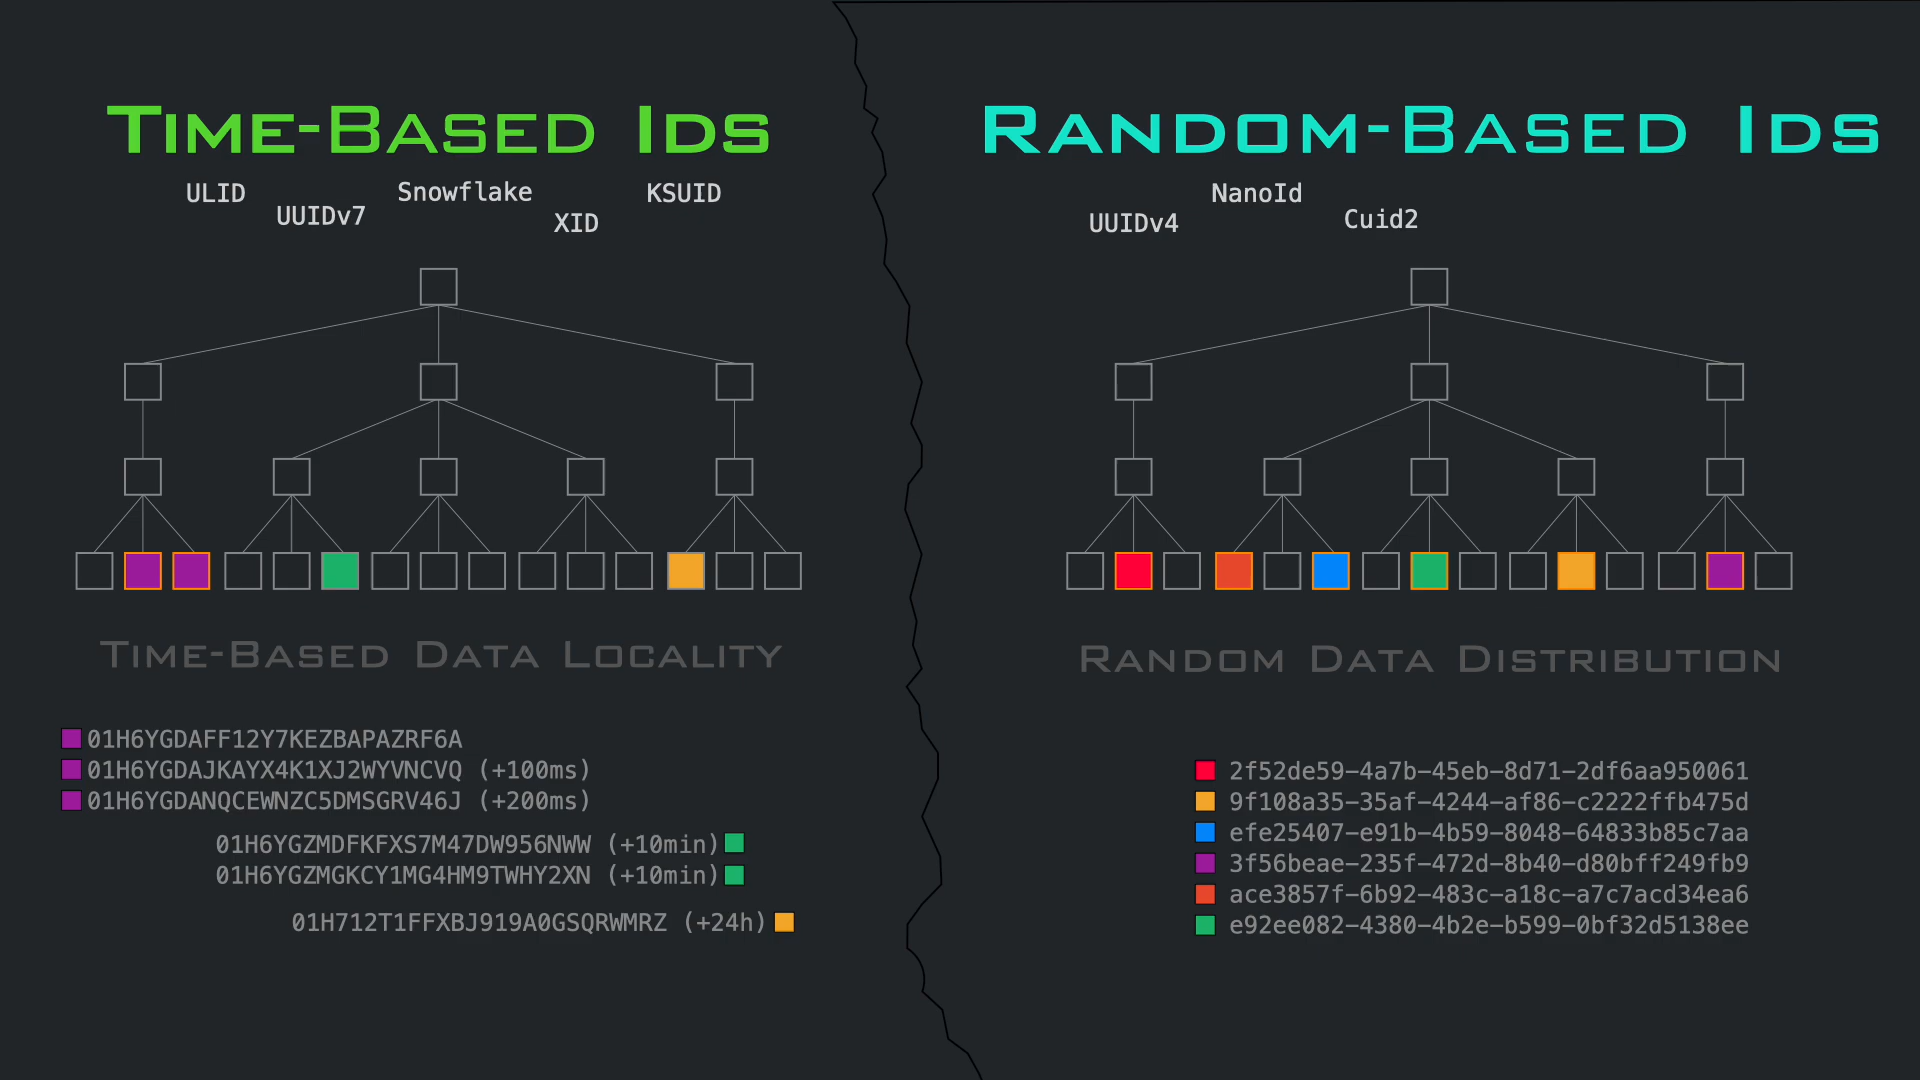 Time-Based Ids
ULID
UUIDv7
Snowflake
XID
KSUID
Time-Based Data Locality
01H6YGDAFF12Y7KEZBAPAZRF6A
01H6YGDAJKAYX4K1XJ2WYVNCVQ (+100ms)
01H6YGDANQCEWNZC5DMSGRV46J (+200ms)
01H6YGZMDFKFXS7M47DW956NWW (+10min)
01H6YGZMGKCY1MG4HM9TWHY2XN (+10min)
01H712T1FFXBJ919A0GSQRWMRZ (+24h)
Random-Based Ids
UUIDv4
NanoId
Cuid2
Random Data Distribution
2f52de59-4a7b-45eb-8d71-2df6aa950061
9f108a35-35af-4244-af86-c2222ffb475d
efe25407-e91b-4b59-8048-64833b85c7aa
3f56beae-235f-472d-8b40-d80bff249fb9
ace3857f-6b92-483c-a18c-a7c7acd34ea6
e92ee082-4380-4b2e-b599-0bf32d5138ee